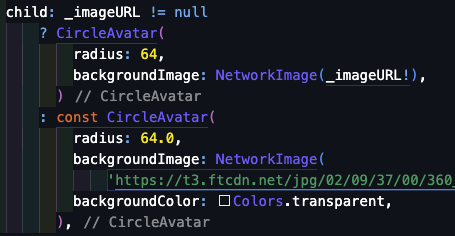 child: _imageURL != null
? CircleAvatar(
radius: 64,
backgroundImage: NetworkImage(_imageURL!),
) // CircleAvatar
: const CircleAvatar(
radius: 64.0,
backgroundImage: NetworkImage(
'https://t3.ftcdn.net/jpg/02/09/37/00/360_
backgroundColor: Colors.transparent,
), // CircleAvatar